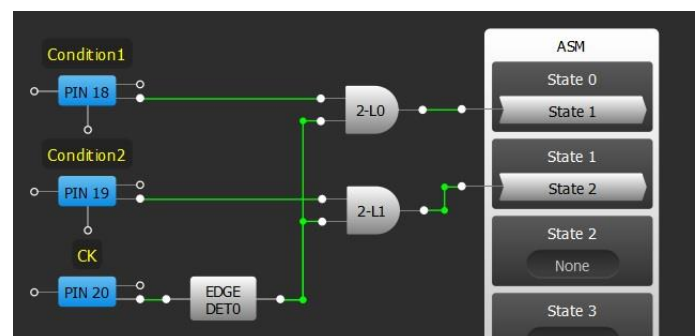 Condition1
PIN 18
Condition2
PIN 19
CK
PIN 20
EDGE
DET0
2-L0
2-L1
ASM
State 0
State 1
State 1
State 2
State 2
None
State 3